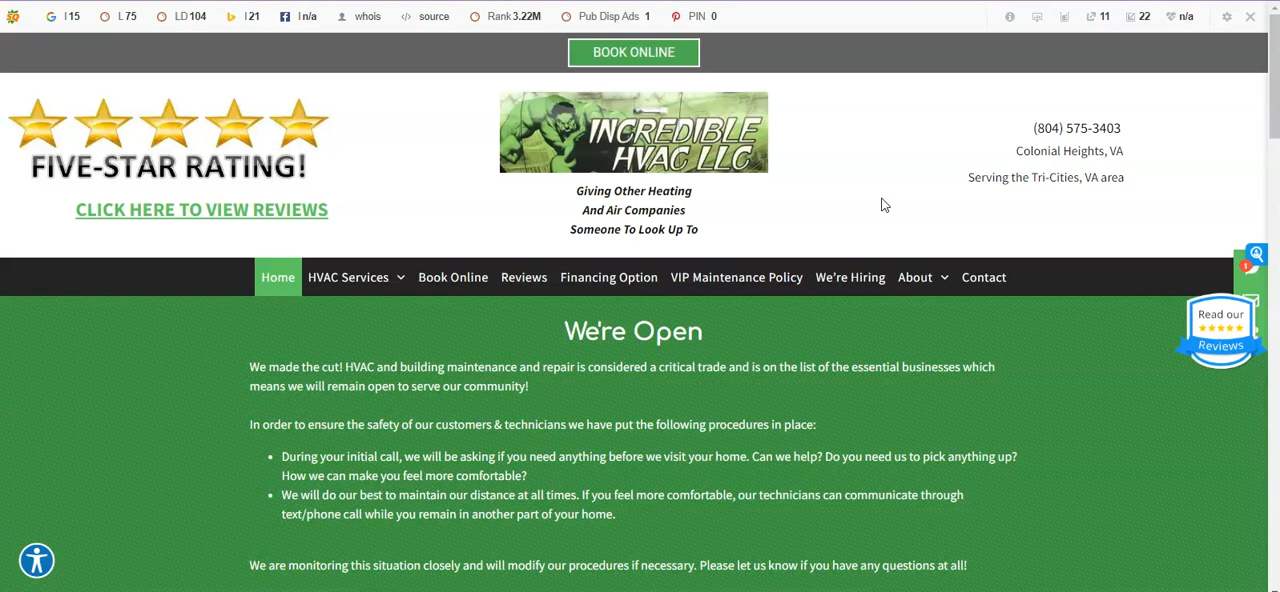 I 15 L 75 LD 104 I 21 I n/a whois source Rank 3.22M Pub Disp Ads 1 PIN 0 11 22 n/a
BOOK ONLINE
FIVE-STAR RATING!
CLICK HERE TO VIEW REVIEWS
INCREDIBLE
HVAC LLC
Giving Other Heating
And Air Companies
Someone To Look Up To
(804) 575-3403
Colonial Heights, VA
Serving the Tri-Cities, VA area
Home HVAC Services Book Online Reviews Financing Option VIP Maintenance Policy We're Hiring About Contact
1
Read our
Reviews
We're Open
We made the cut! HVAC and building maintenance and repair is considered a critical trade and is on the list of the essential businesses which
means we will remain open to serve our community!
In order to ensure the safety of our customers & technicians we have put the following procedures in place:
• During your initial call, we will be asking if you need anything before we visit your home. Can we help? Do you need us to pick anything up?
How we can make you feel more comfortable?
• We will do our best to maintain our distance at all times. If you feel more comfortable, our technicians can communicate through
text/phone call while you remain in another part of your home.
We are monitoring this situation closely and will modify our procedures if necessary. Please let us know if you have any questions at all!